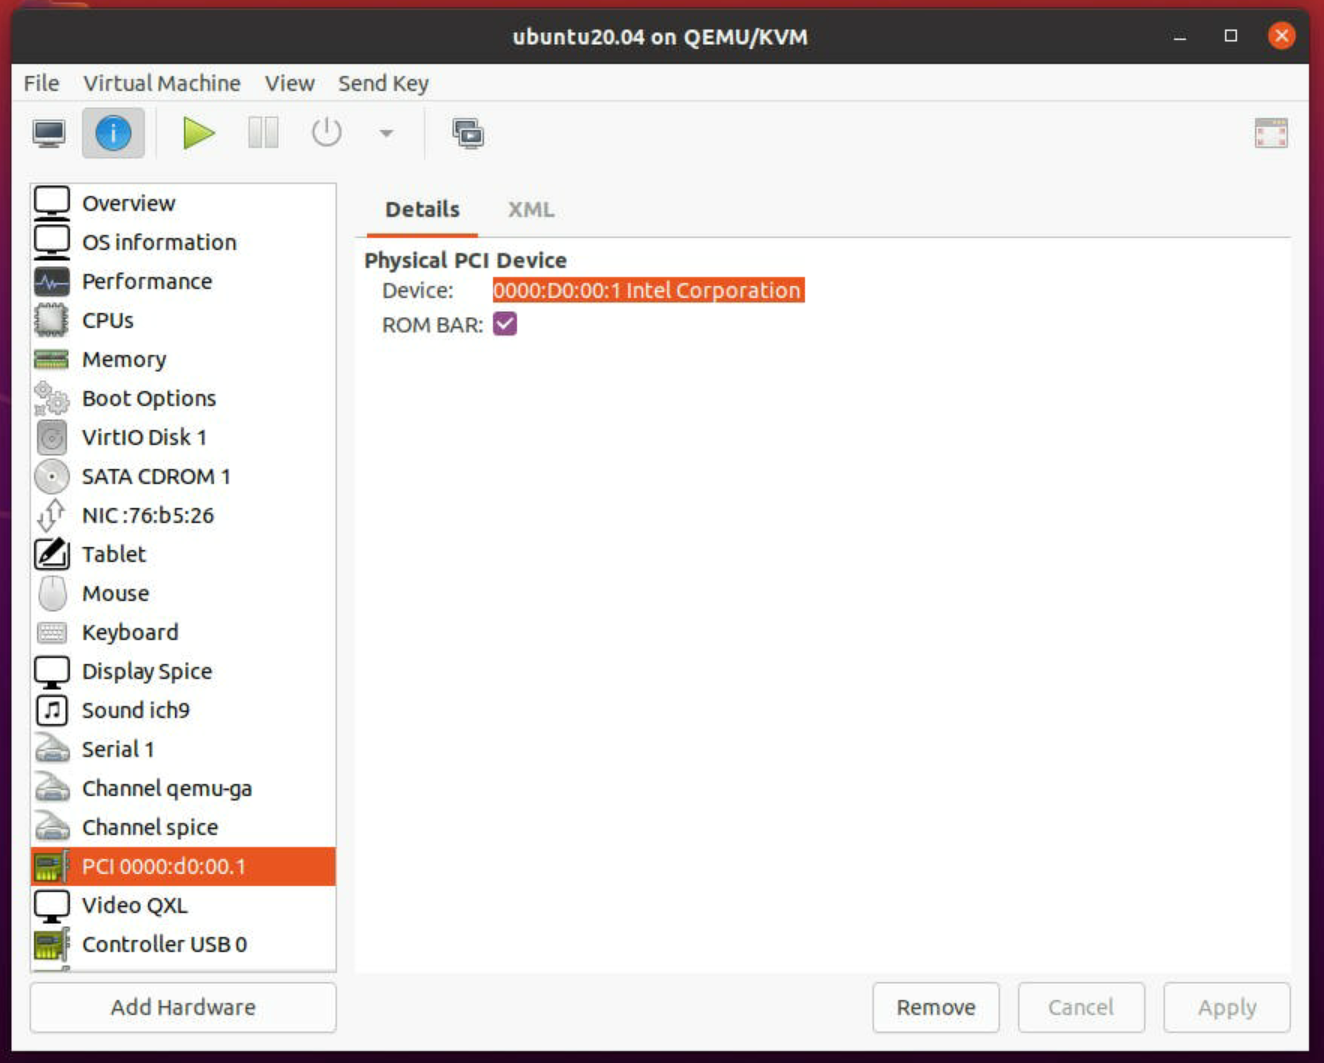 ubuntu20.04 on QEMU/KVM
File Virtual Machine View Send Key
Overview
OS information
Performance
CPUs
Memory
Boot Options
VirtIO Disk 1
SATA CDROM 1
NIC :76:b5:26
Tablet
Mouse
Keyboard
Display Spice
Sound ich9
Serial 1
Channel qemu-ga
Channel spice
PCI 0000:d0:00.1
Video QXL
Controller USB 0
Add Hardware
Details XML
Physical PCI Device
Device: 0000:D0:00:1 Intel Corporation
ROM BAR:
Remove Cancel Apply